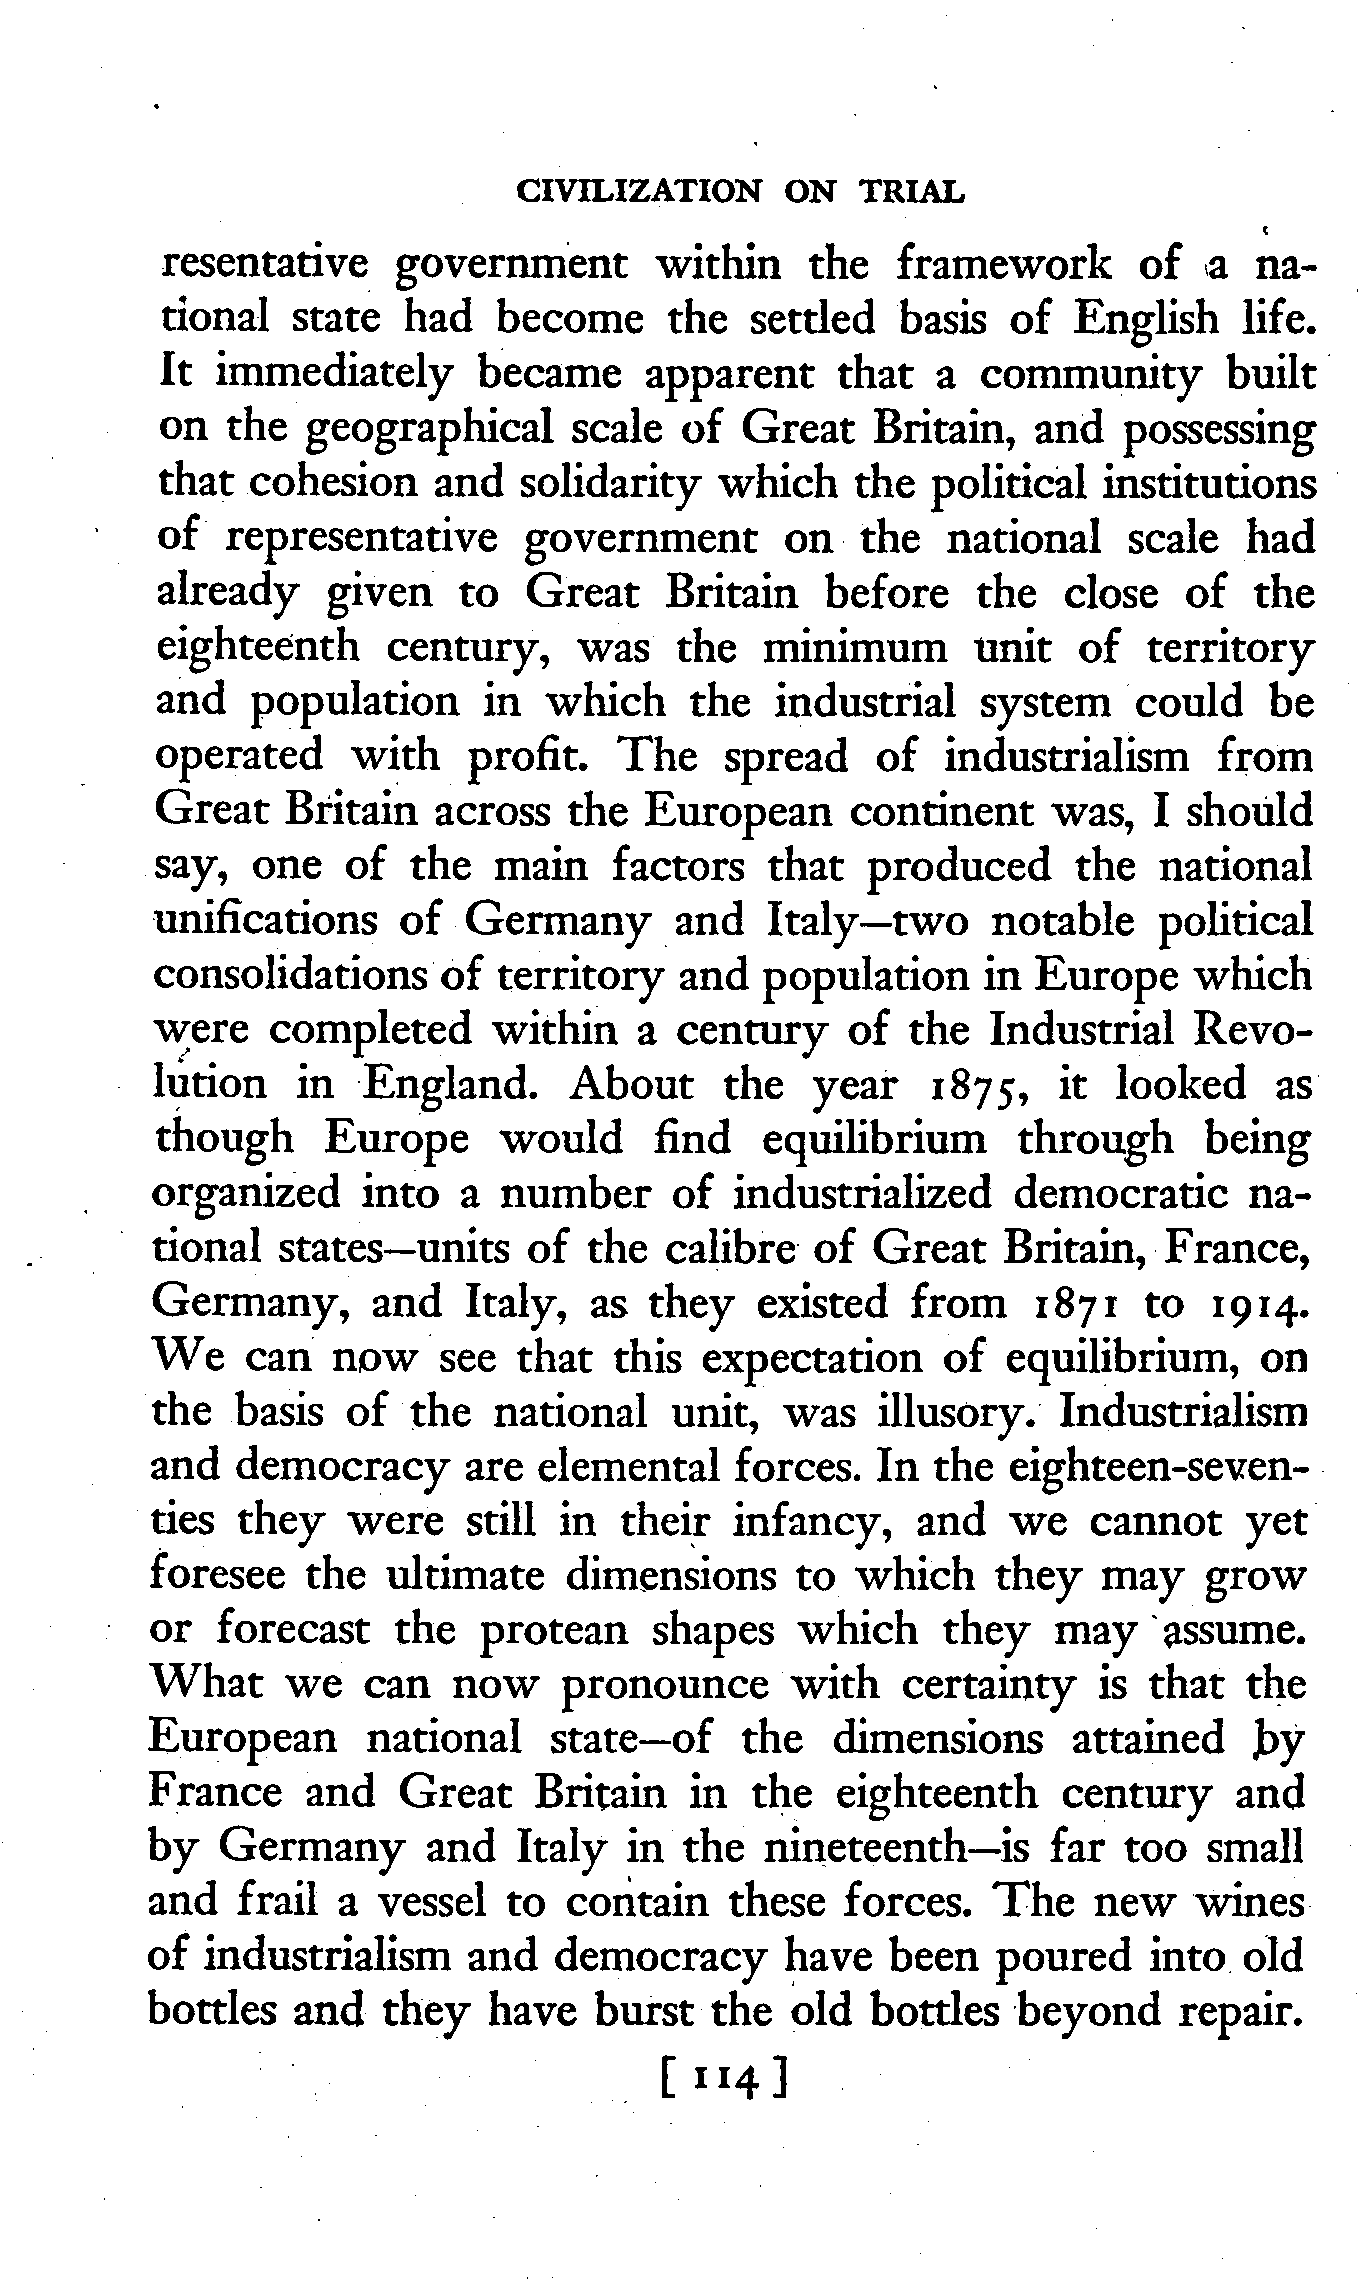 CIVILIZATION ON TRIAL
resentative government within the framework of a na-
tional state had become the settled basis of English life.
It immediately became apparent that a community built
on the geographical scale of Great Britain, and possessing
that cohesion and solidarity which the political institutions
of representative government on the national scale had
already given to Great Britain before the close of the
eighteenth century, was the minimum unit of territory
and population in which the industrial system could be
operated with profit. The spread of industrialism from
Great Britain across the European continent was, I should
say, one of the main factors that produced the national
unifications of Germany and Italy—two notable political
consolidations of territory and population in Europe which
were completed within a century of the Industrial Revo-
lution in England. About the year 1875, it looked as
though Europe would find equilibrium through being
organized into a number of industrialized democratic na-
tional states—units of the calibre of Great Britain, France,
Germany, and Italy, as they existed from 1871 to 1914.
We can now see that this expectation of equilibrium, on
the basis of the national unit, was illusory. Industrialism
and democracy are elemental forces. In the eighteen-seven-
ties they were still in their infancy, and we cannot yet
foresee the ultimate dimensions to which they may grow
or forecast the protean shapes which they may assume.
What we can now pronounce with certainty is that the
European national state—of the dimensions attained by
France and Great Britain in the eighteenth century and
by Germany and Italy in the nineteenth—is far too small
and frail a vessel to contain these forces. The new wines
of industrialism and democracy have been poured into old
bottles and they have burst the old bottles beyond repair.
[ 114 ]